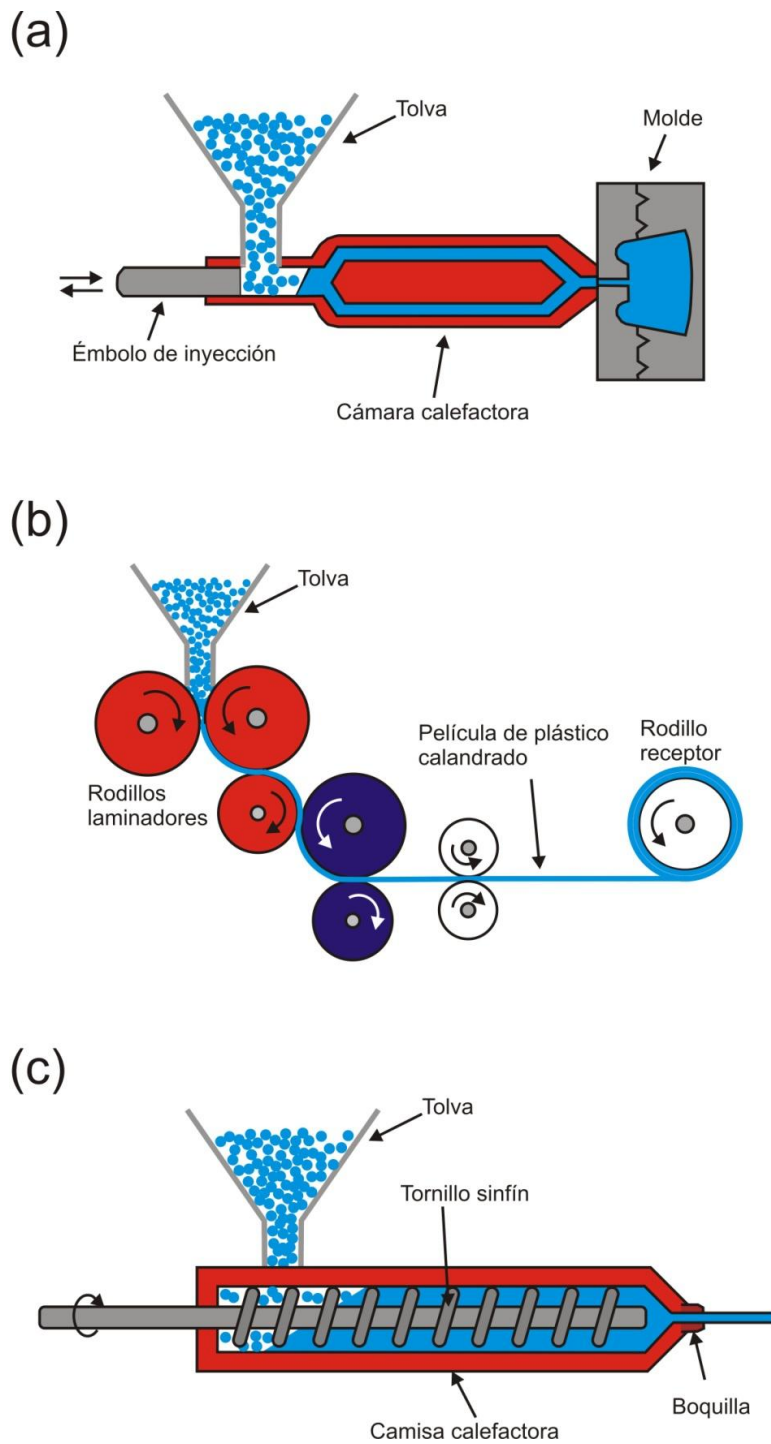 (a)
Tolva
Molde
Émbolo de inyección
Cámara calefactora
(b)
Tolva
Película de plástico
calandrado
Rodillo
receptor
Rodillos
laminadores
(c)
Tolva
Tornillo sinfín
Boquilla
Camisa calefactora